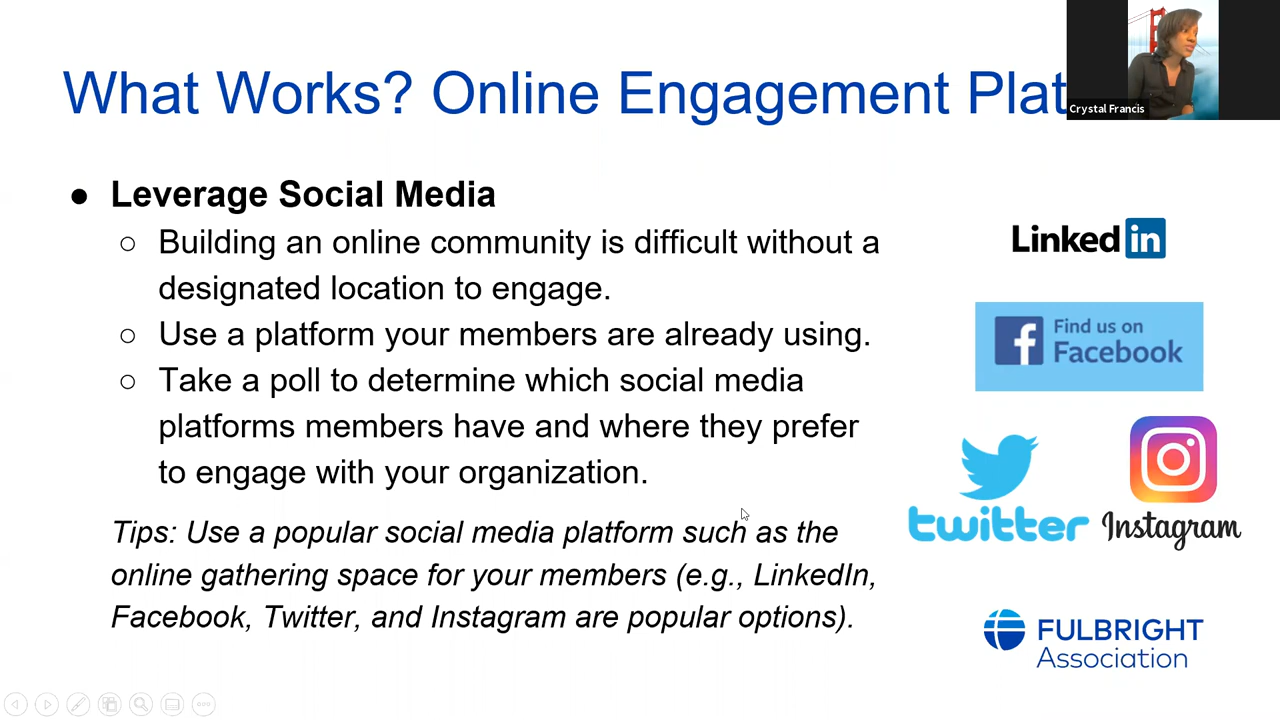 What Works? Online Engagement Plat
Crystal Francis
● Leverage Social Media
○ Building an online community is difficult without a
designated location to engage.
○ Use a platform your members are already using.
○ Take a poll to determine which social media
platforms members have and where they prefer
to engage with your organization.
Tips: Use a popular social media platform such as the
online gathering space for your members (e.g., LinkedIn,
Facebook, Twitter, and Instagram are popular options).
Linked in
f Find us on
Facebook
twitter
Instagram
FULBRIGHT
Association